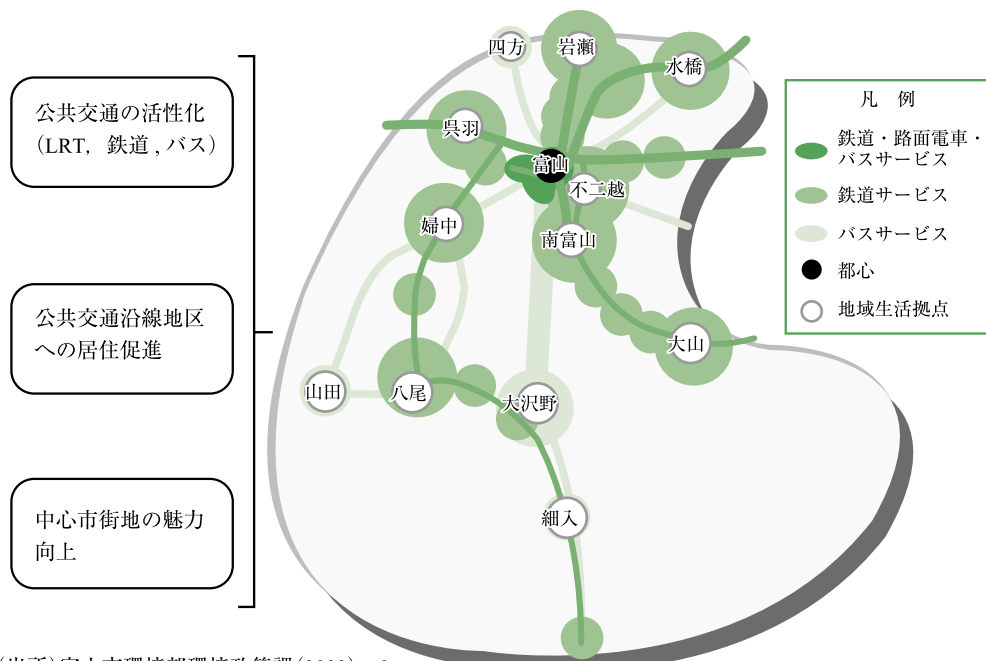 公共交通の活性化
(LRT, 鉄道 , バス)
公共交通沿線地区
への居住促進
中心市街地の魅力
向上
四方
岩瀬
水橋
呉羽
富山
不二越
婦中
南富山
大山
山田
八尾
大沢野
細入
凡 例
鉄道・路面電車・
バスサービス
鉄道サービス
バスサービス
都心
地域生活拠点